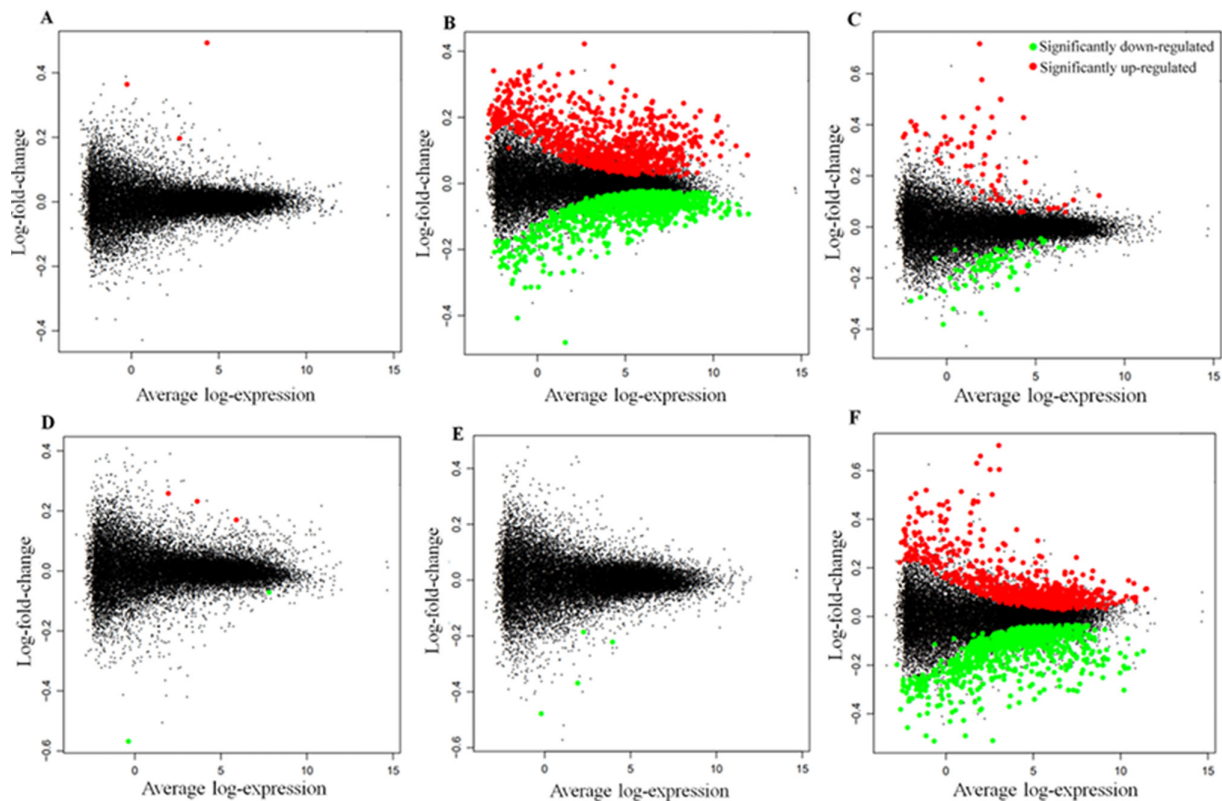 A
Log-fold-change
0.4
0.2
0.0
-0.2
-0.4
0 5 10 15
Average log-expression
B
Log-fold-change
0.4
0.2
0.0
-0.2
-0.4
0 5 10 15
Average log-expression
C
Significantly down-regulated
Significantly up-regulated
Log-fold-change
0.6
0.4
0.2
0.0
-0.2
-0.4
0 5 10 15
Average log-expression
D
Log-fold-change
0.4
0.2
0.0
-0.2
-0.4
-0.6
0 5 10 15
Average log-expression
E
Log-fold-change
0.4
0.2
0.0
-0.2
-0.4
-0.6
0 5 10 15
Average log-expression
F
Log-fold-change
0.6
0.4
0.2
0.0
-0.2
-0.4
0 5 10 15
Average log-expression